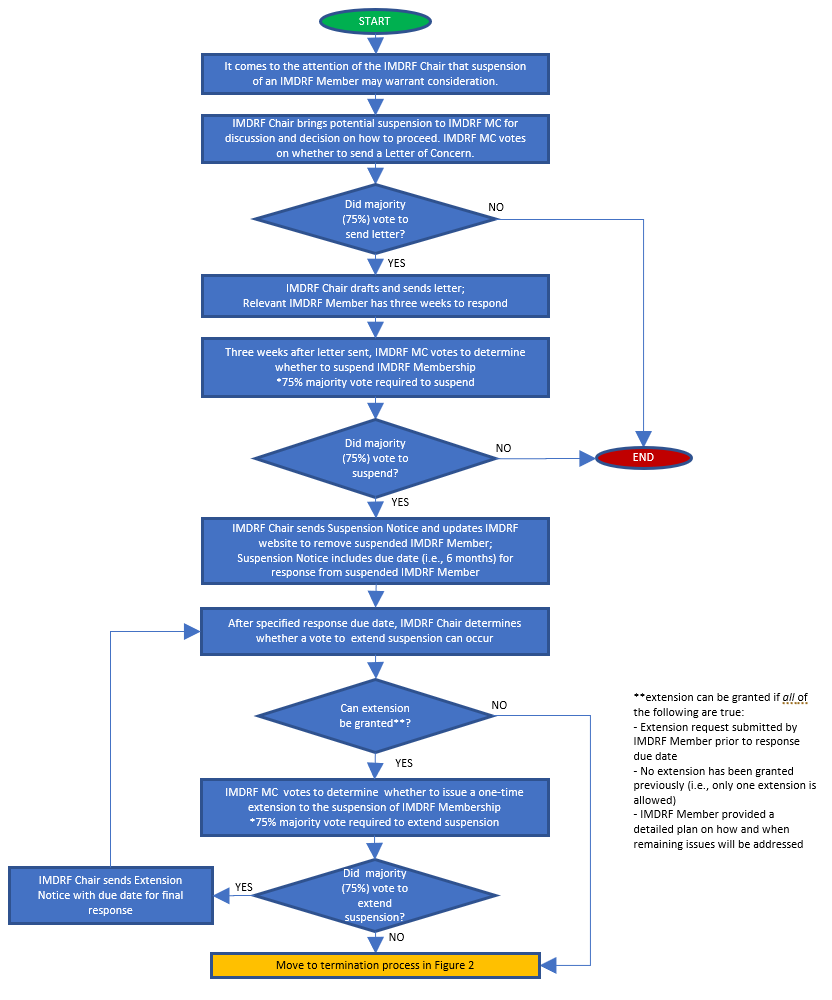 START
It comes to the attention of the IMDRF Chair that suspension
of an IMDRF Member may warrant consideration.
IMDRF Chair brings potential suspension to IMDRF MC for
discussion and decision on how to proceed. IMDRF MC votes
on whether to send a Letter of Concern.
Did majority
(75%) vote to
send letter?
NO
YES
IMDRF Chair drafts and sends letter;
Relevant IMDRF Member has three weeks to respond
Three weeks after letter sent, IMDRF MC votes to determine
whether to suspend IMDRF Membership
*75% majority vote required to suspend
Did majority
(75%) vote to
suspend?
NO
END
YES
IMDRF Chair sends Suspension Notice and updates IMDRF
website to remove suspended IMDRF Member;
Suspension Notice includes due date (i.e., 6 months) for
response from suspended IMDRF Member
After specified response due date, IMDRF Chair determines
whether a vote to extend suspension can occur
Can extension
be granted**?
NO
YES
**extension can be granted if all of
the following are true:
- Extension request submitted by
IMDRF Member prior to response
due date
- No extension has been granted
previously (i.e., only one extension is
allowed)
- IMDRF Member provided a
detailed plan on how and when
remaining issues will be addressed
IMDRF MC votes to determine whether to issue a one-time
extension to the suspension of IMDRF Membership
*75% majority vote required to extend suspension
Did majority
(75%) vote to
extend
suspension?
YES
IMDRF Chair sends Extension
Notice with due date for final
response
NO
Move to termination process in Figure 2